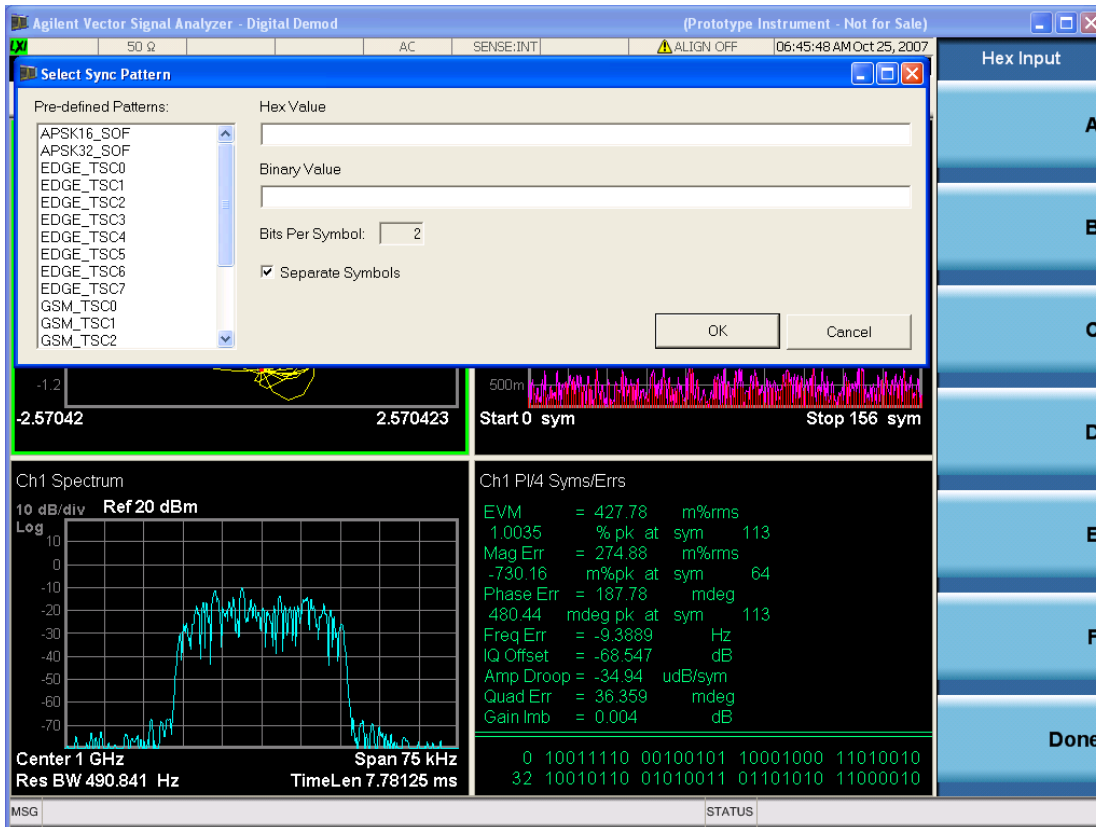 Agilent Vector Signal Analyzer - Digital Demod (Prototype Instrument - Not for Sale)
LXI 50 Ω AC SENSE:INT ALIGN OFF 06:45:48 AM Oct 25, 2007
Hex Input
Select Sync Pattern
Pre-defined Patterns:
APSK16_SOF
APSK32_SOF
EDGE_TSC0
EDGE_TSC1
EDGE_TSC2
EDGE_TSC3
EDGE_TSC4
EDGE_TSC5
EDGE_TSC6
EDGE_TSC7
GSM_TSC0
GSM_TSC1
GSM_TSC2
Hex Value
Binary Value
Bits Per Symbol: 2
Separate Symbols
OK Cancel
A
B
C
D
E
F
Done
-1.2
-2.57042 2.570423
500m
Start 0 sym Stop 156 sym
Ch1 Spectrum
10 dB/div Ref 20 dBm
Log
10
0
-10
-20
-30
-40
-50
-60
-70
Center 1 GHz Span 75 kHz
Res BW 490.841 Hz TimeLen 7.78125 ms
Ch1 PI/4 Syms/Errs
EVM = 427.78 m%rms
1.0035 % pk at sym 113
Mag Err = 274.88 m%rms
-730.16 m%pk at sym 64
Phase Err = 187.78 mdeg
480.44 mdeg pk at sym 113
Freq Err = -9.3889 Hz
IQ Offset = -68.547 dB
Amp Droop = -34.94 udB/sym
Quad Err = 36.359 mdeg
Gain Imb = 0.004 dB
0 10011110 00100101 10001000 11010010
32 10010110 01010011 01101010 11000010
MSG STATUS